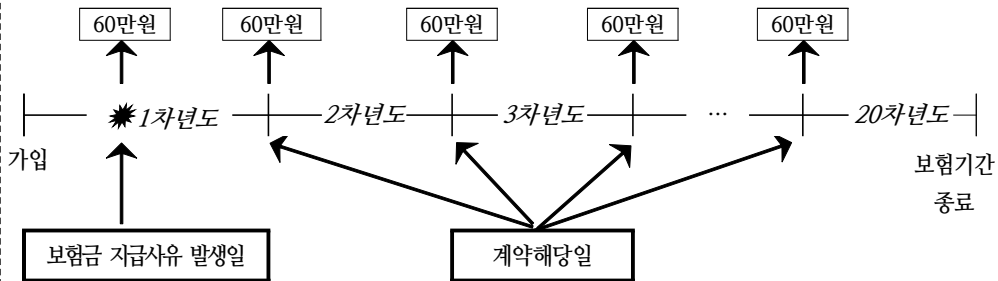 60만원 60만원 60만원 60만원 60만원
1차년도 2차년도 3차년도 … 20차년도
가입
보험기간
종료
보험금 지급사유 발생일 계약해당일